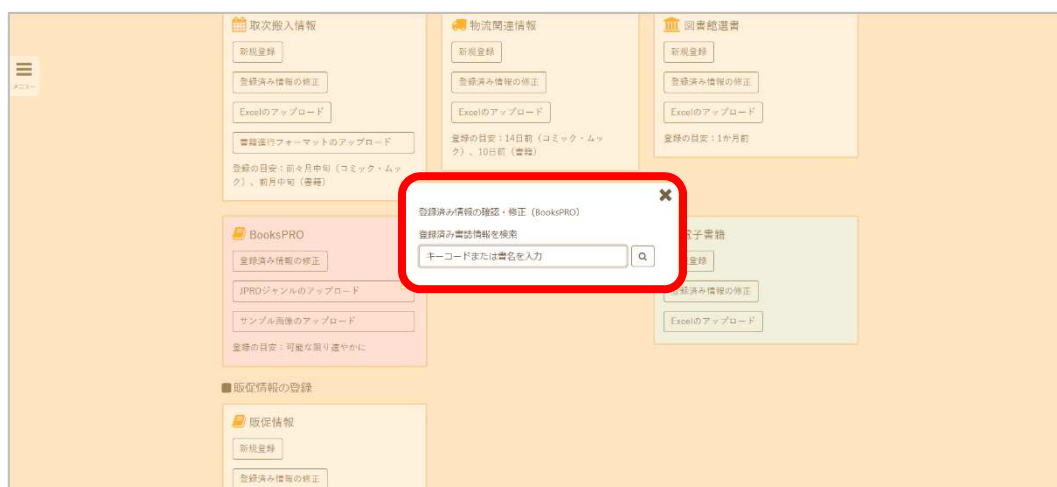 取次搬入情報
新規登録
登録済み情報の修正
Excelのアップロード
書籍進行フォーマットのアップロード
登録の目安：前々月中旬（コミック・ムッ
ク）、前月中旬（書籍）
物流関連情報
新規登録
登録済み情報の修正
Excelのアップロード
登録の目安：14日前（コミック・ムッ
ク）、10日前（書籍）
図書館選書
新規登録
登録済み情報の修正
Excelのアップロード
登録の目安：1か月前
メニュー
登録済み情報の確認・修正（BooksPRO）
登録済み書誌情報を検索
キーコードまたは書名を入力
BooksPRO
登録済み情報の修正
JPROジャンルのアップロード
サンプル画像のアップロード
登録の目安：可能な限り速やかに
電子書籍
登録
登録済み情報の修正
Excelのアップロード
■販促情報の登録
販促情報
新規登録
登録済み情報の修正